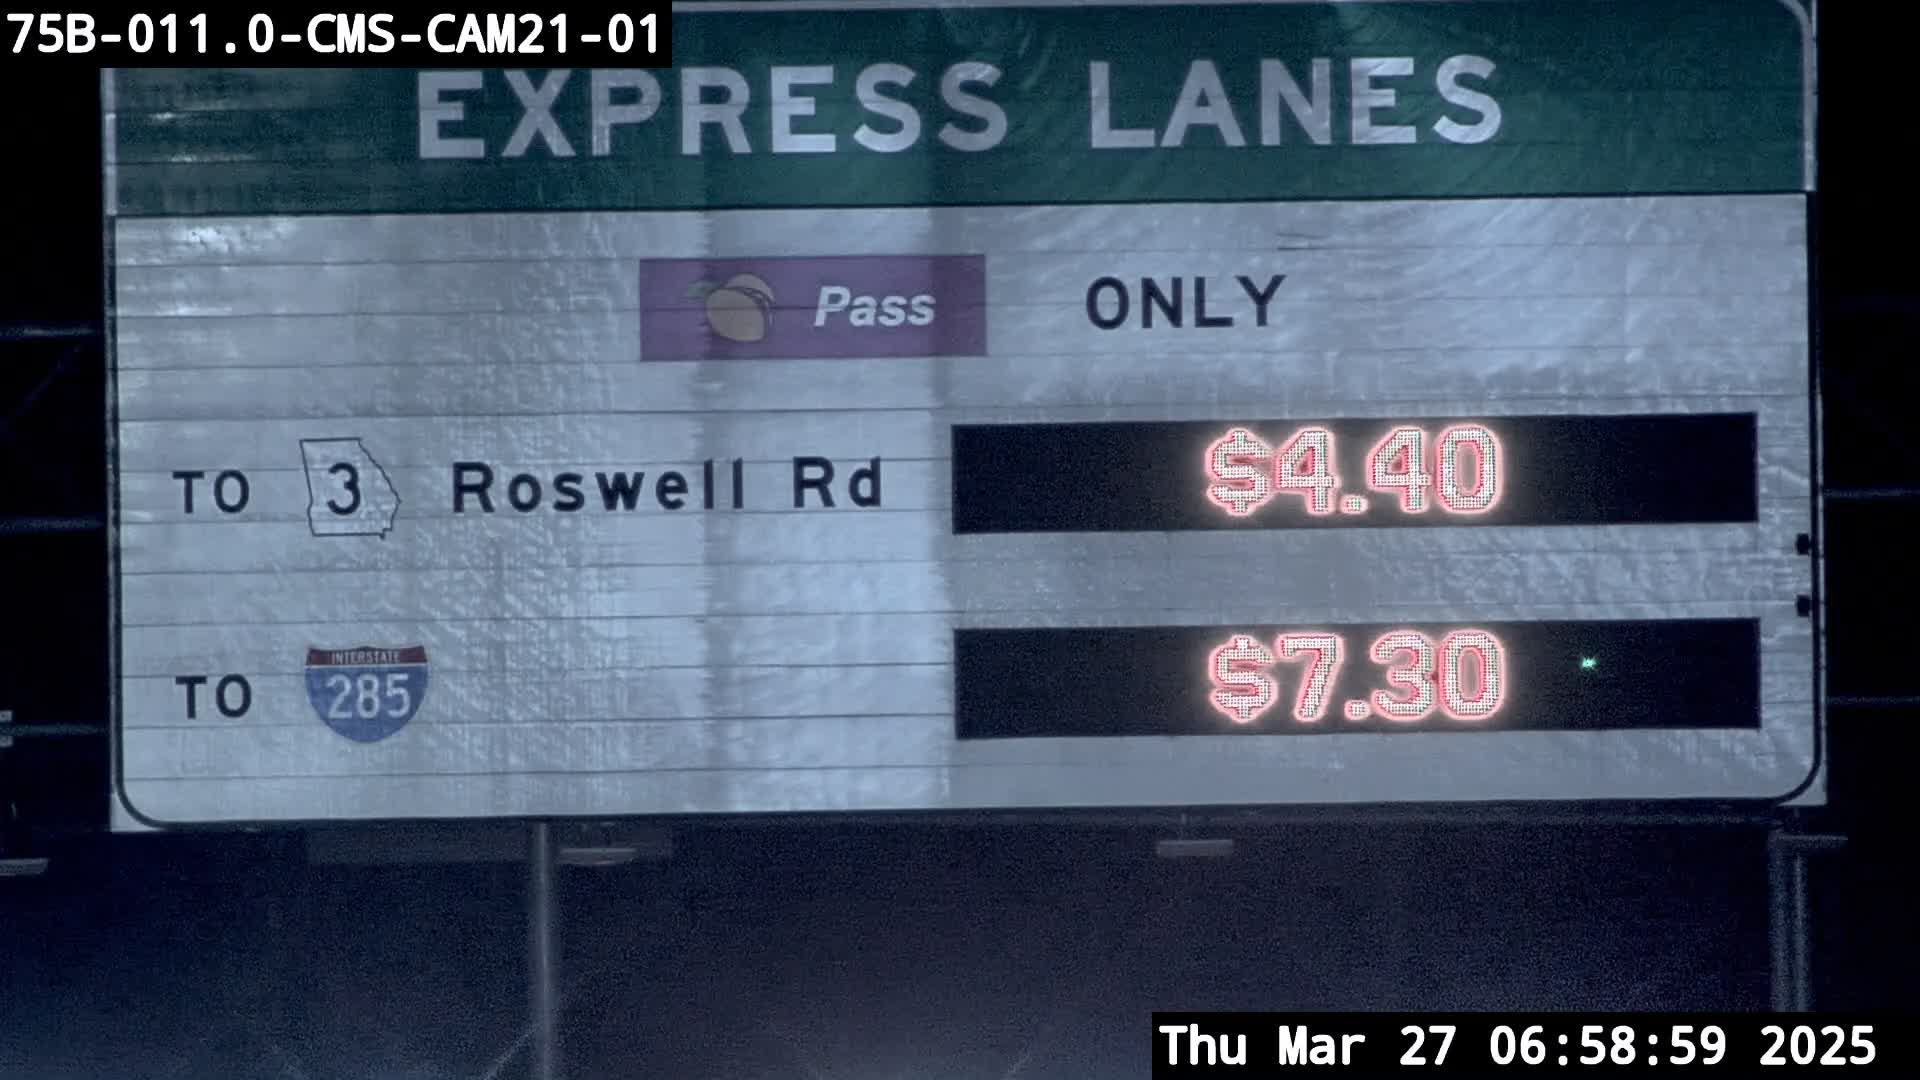 75B-011.0-CMS-CAM21-01
EXPRESS LANES
Pass ONLY
TO 3 Roswell Rd $4.40
TO INTERSTATE 285 $7.30
Thu Mar 27 06:58:59 2025